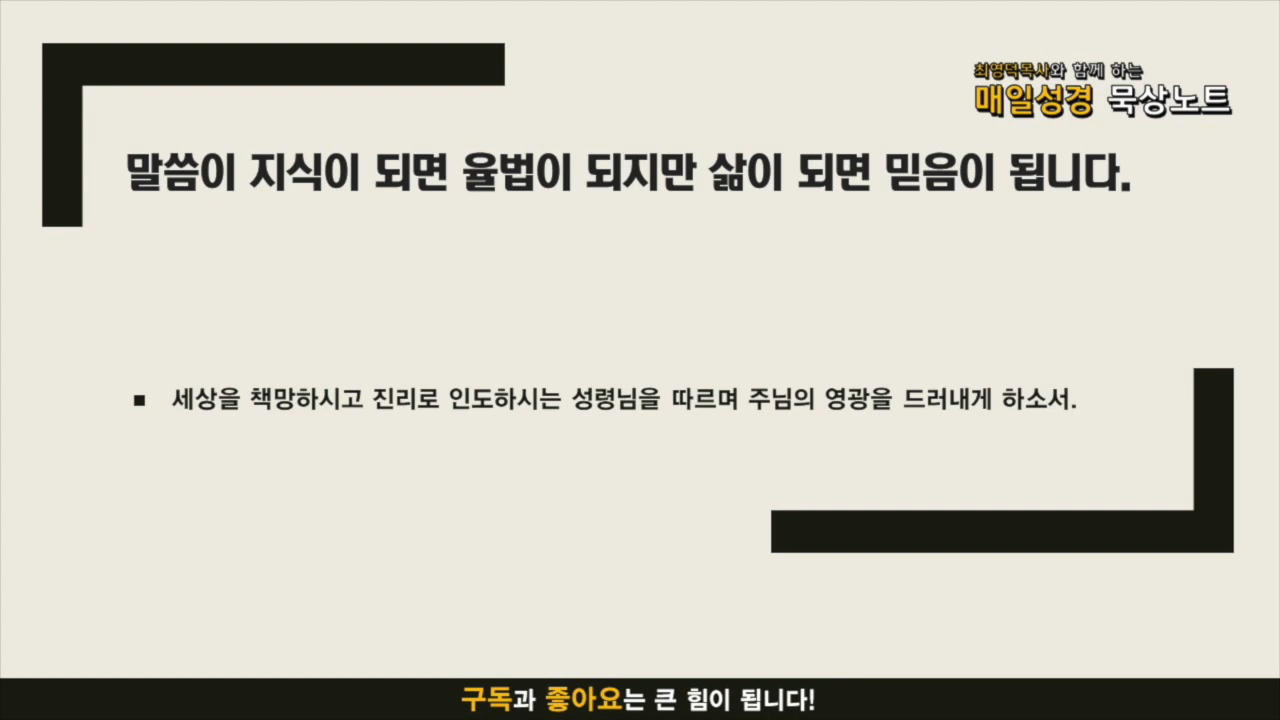 최영덕목사와 함께 하는
매일성경 묵상노트
말씀이 지식이 되면 율법이 되지만 삶이 되면 믿음이 됩니다.
■ 세상을 책망하시고 진리로 인도하시는 성령님을 따르며 주님의 영광을 드러내게 하소서.
구독과 좋아요는 큰 힘이 됩니다!